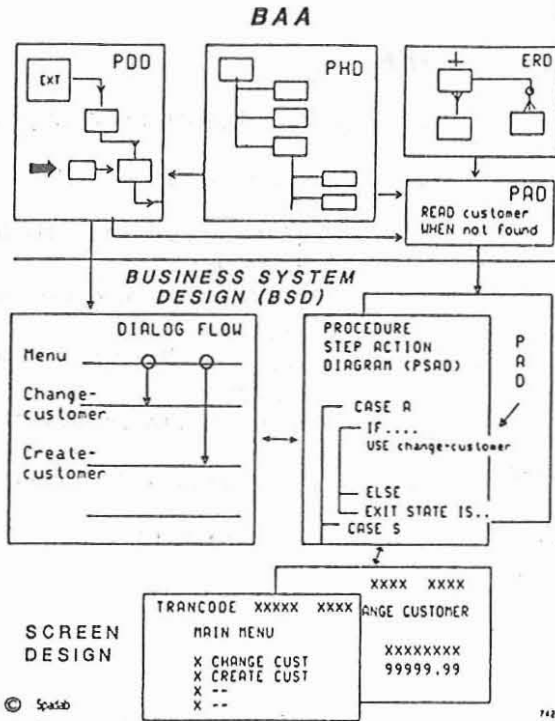 BAA
PDD
EXT
PHD
ERD
PAD
READ customer
WHEN not found
BUSINESS SYSTEM
DESIGN (BSD)
DIALOG FLOW
Menu
Change-
customer
Create-
customer
PROCEDURE
STEP ACTION
DIAGRAM (PSAD)
CASE A
IF....
USE change-customer
ELSE
EXIT STATE IS..
CASE S
P
A
D
SCREEN
DESIGN
TRANCODE XXXXX XXXX
MAIN MENU
X CHANGE CUST
X CREATE CUST
X --
X --
XXXX XXXX
ANGE CUSTOMER
XXXXXXXX
99999.99
© Spadab